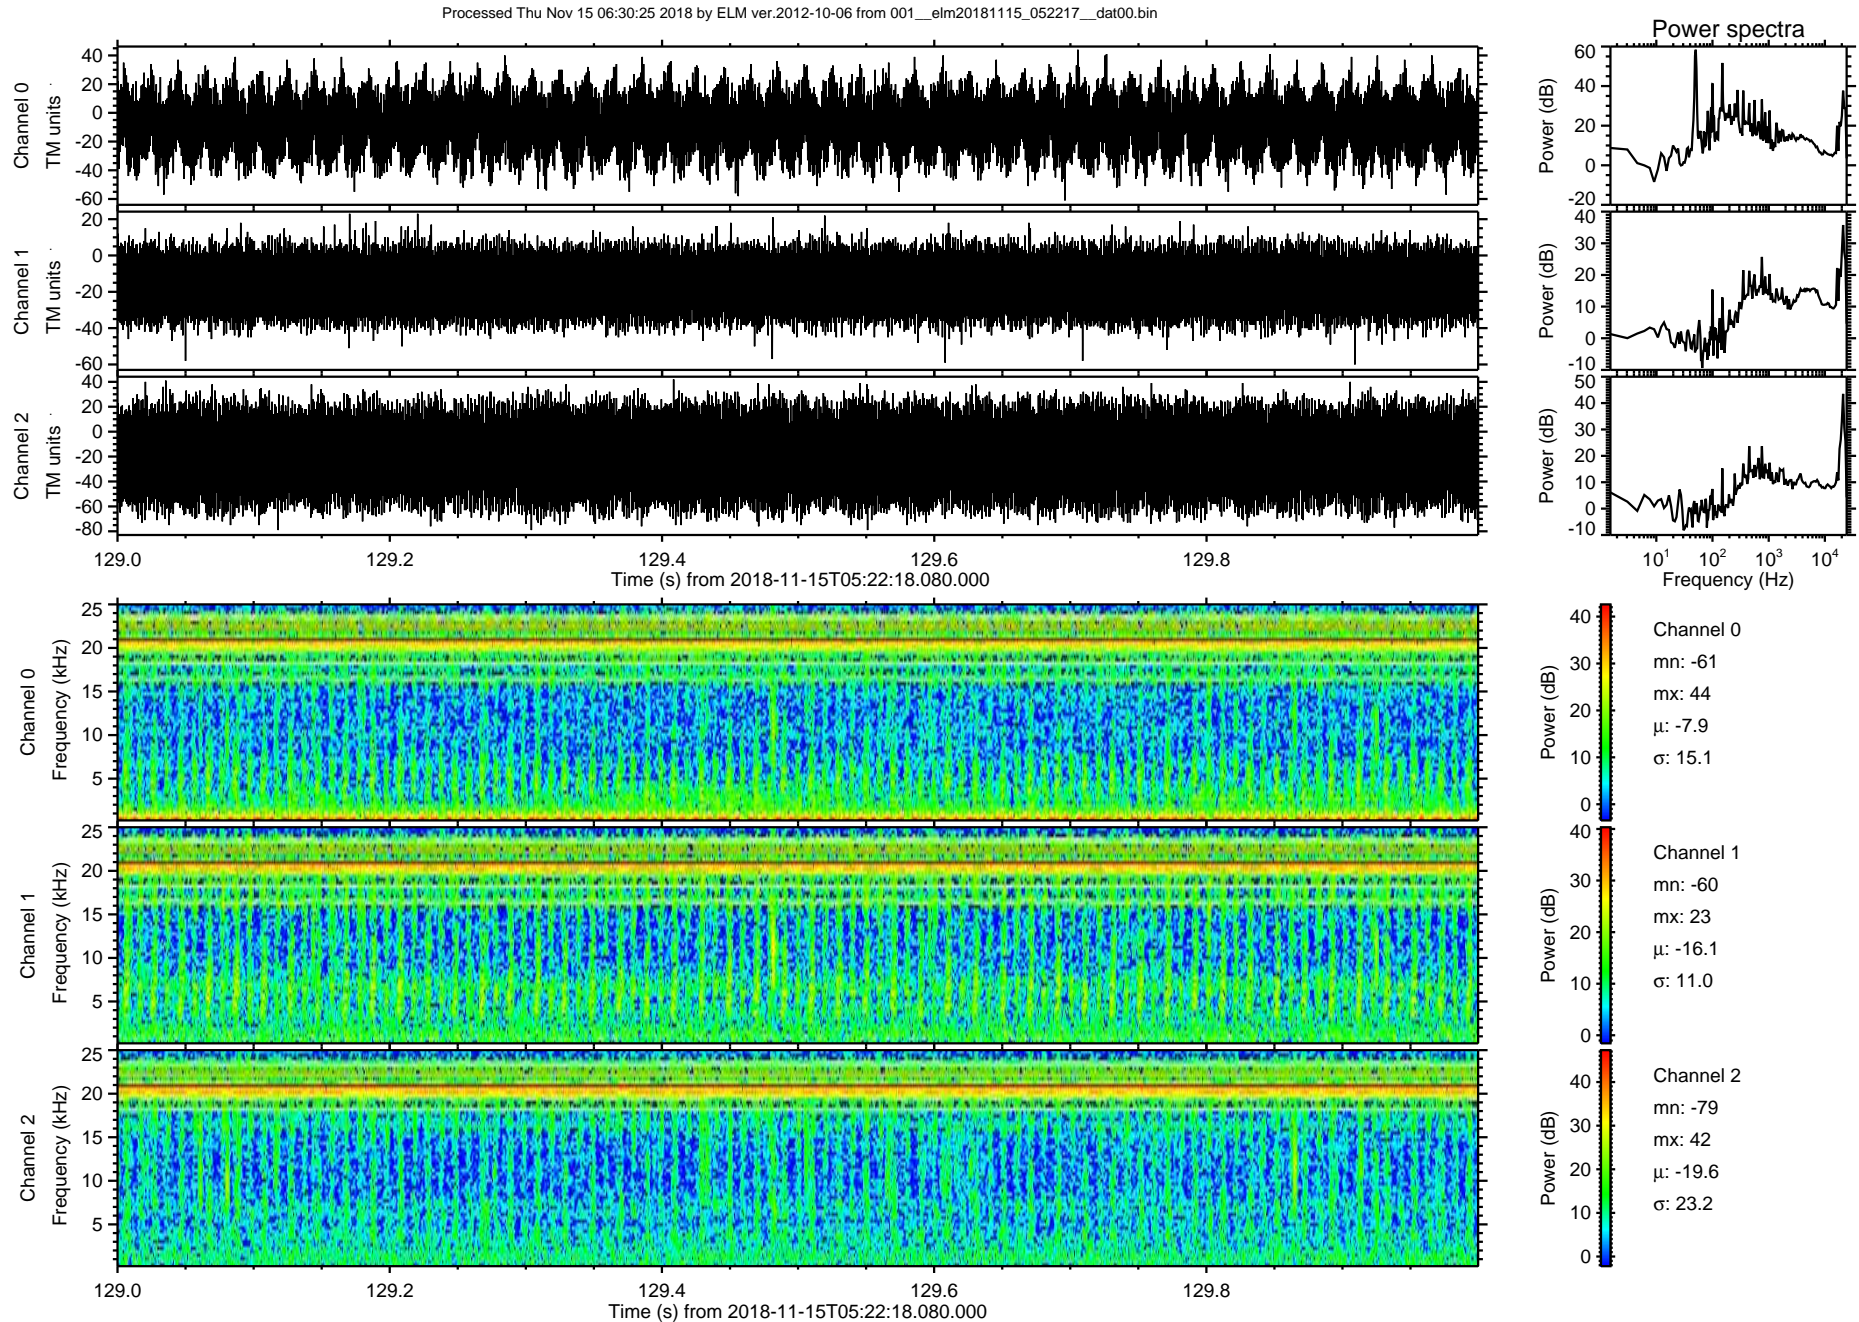 Processed Thu Nov 15 06:30:25 2018 by ELM ver.2012-10-06 from 001__elm20181115_052217__dat00.bin
Power spectra
Channel 0
TM units
40
20
0
-20
-40
-60
Power (dB)
60
40
20
0
-20
Channel 1
TM units
20
0
-20
-40
-60
Power (dB)
40
30
20
10
0
-10
Channel 2
TM units
40
20
0
-20
-40
-60
-80
Power (dB)
50
40
30
20
10
0
-10
129.0 129.2 129.4 129.6 129.8
Time (s) from 2018-11-15T05:22:18.080.000
10¹ 10² 10³ 10⁴
Frequency (Hz)
Channel 0
Frequency (kHz)
25
20
15
10
5
Power (dB)
40
30
20
10
0
Channel 0
mn: -61
mx: 44
μ: -7.9
σ: 15.1
Channel 1
Frequency (kHz)
25
20
15
10
5
Power (dB)
40
30
20
10
0
Channel 1
mn: -60
mx: 23
μ: -16.1
σ: 11.0
Channel 2
Frequency (kHz)
25
20
15
10
5
Power (dB)
40
30
20
10
0
Channel 2
mn: -79
mx: 42
μ: -19.6
σ: 23.2
129.0 129.2 129.4 129.6 129.8
Time (s) from 2018-11-15T05:22:18.080.000